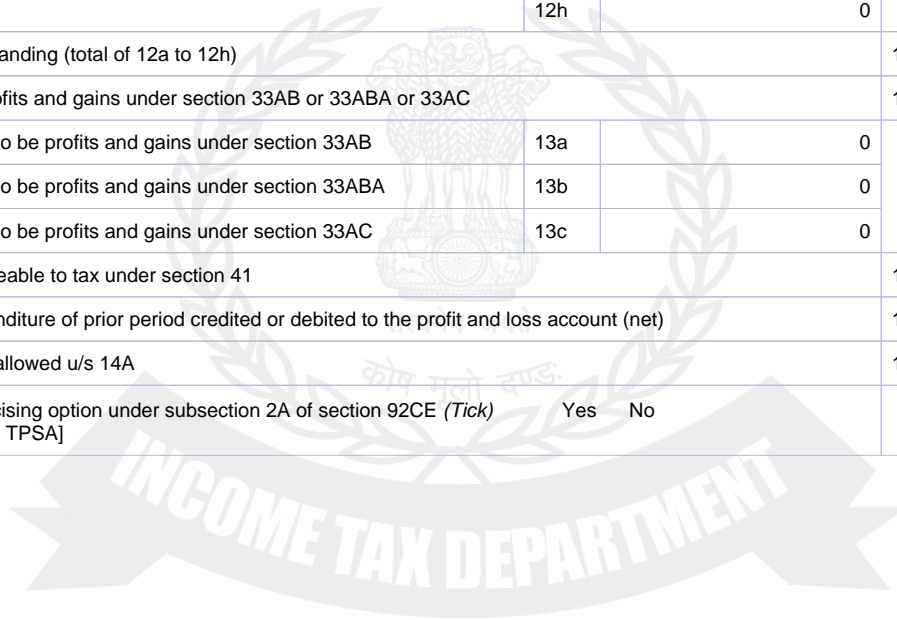 12h 0
anding (total of 12a to 12h) 1
ofits and gains under section 33AB or 33ABA or 33AC 1
o be profits and gains under section 33AB 13a 0
o be profits and gains under section 33ABA 13b 0
o be profits and gains under section 33AC 13c 0
eable to tax under section 41 1
nditure of prior period credited or debited to the profit and loss account (net) 1
allowed u/s 14A 1
कोष मूलो दण्डः
cising option under subsection 2A of section 92CE (Tick) Yes No
TPSA]
INCOME TAX DEPARTMENT